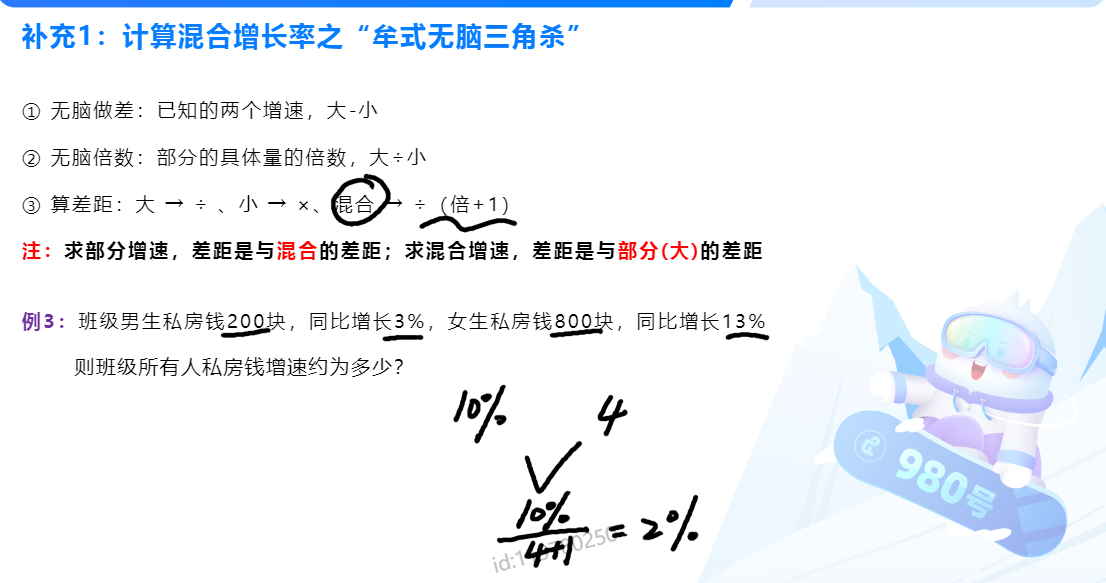 补充1：计算混合增长率之“牟式无脑三角杀”
① 无脑做差：已知的两个增速，大-小
② 无脑倍数：部分的具体量的倍数，大÷小
③ 算差距：大 → ÷ 、小 → ×、混合 → ÷（倍+1）
注：求部分增速，差距是与混合的差距；求混合增速，差距是与部分(大)的差距
例3：班级男生私房钱200块，同比增长3%，女生私房钱800块，同比增长13%
则班级所有人私房钱增速约为多少？
10% 4
10%
4+1
= 2%
980号